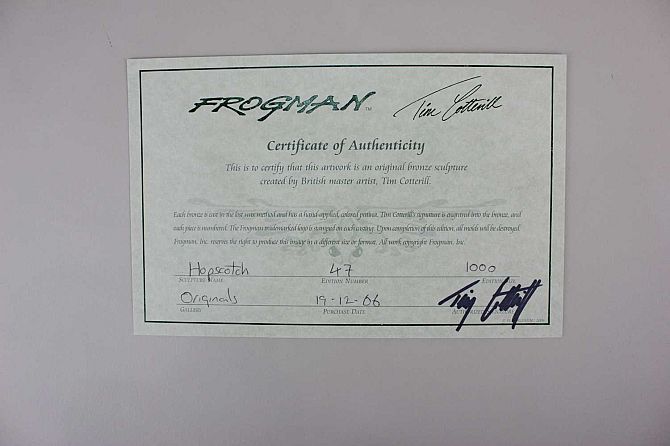 FROGMAN™ Tim Cotterill
Certificate of Authenticity
This is to certify that this artwork is an original bronze sculpture
created by British master artist, Tim Cotterill.
Each bronze is cast in the lost wax method and has a hand-applied, colored patina. Tim Cotterill's signature is engraved into the bronze, and
each piece is numbered. The Frogman trademarked logo is stamped on each casting. Upon completion of this edition, all molds will be destroyed.
Frogman, Inc. reserves the right to produce this image in a different size or format. All work copyright Frogman, Inc.
Hopscotch 47 1000
SCULPTURE NAME EDITION NUMBER EDITION
Originals 19-12-06 Tim Cotterill
GALLERY PURCHASE DATE